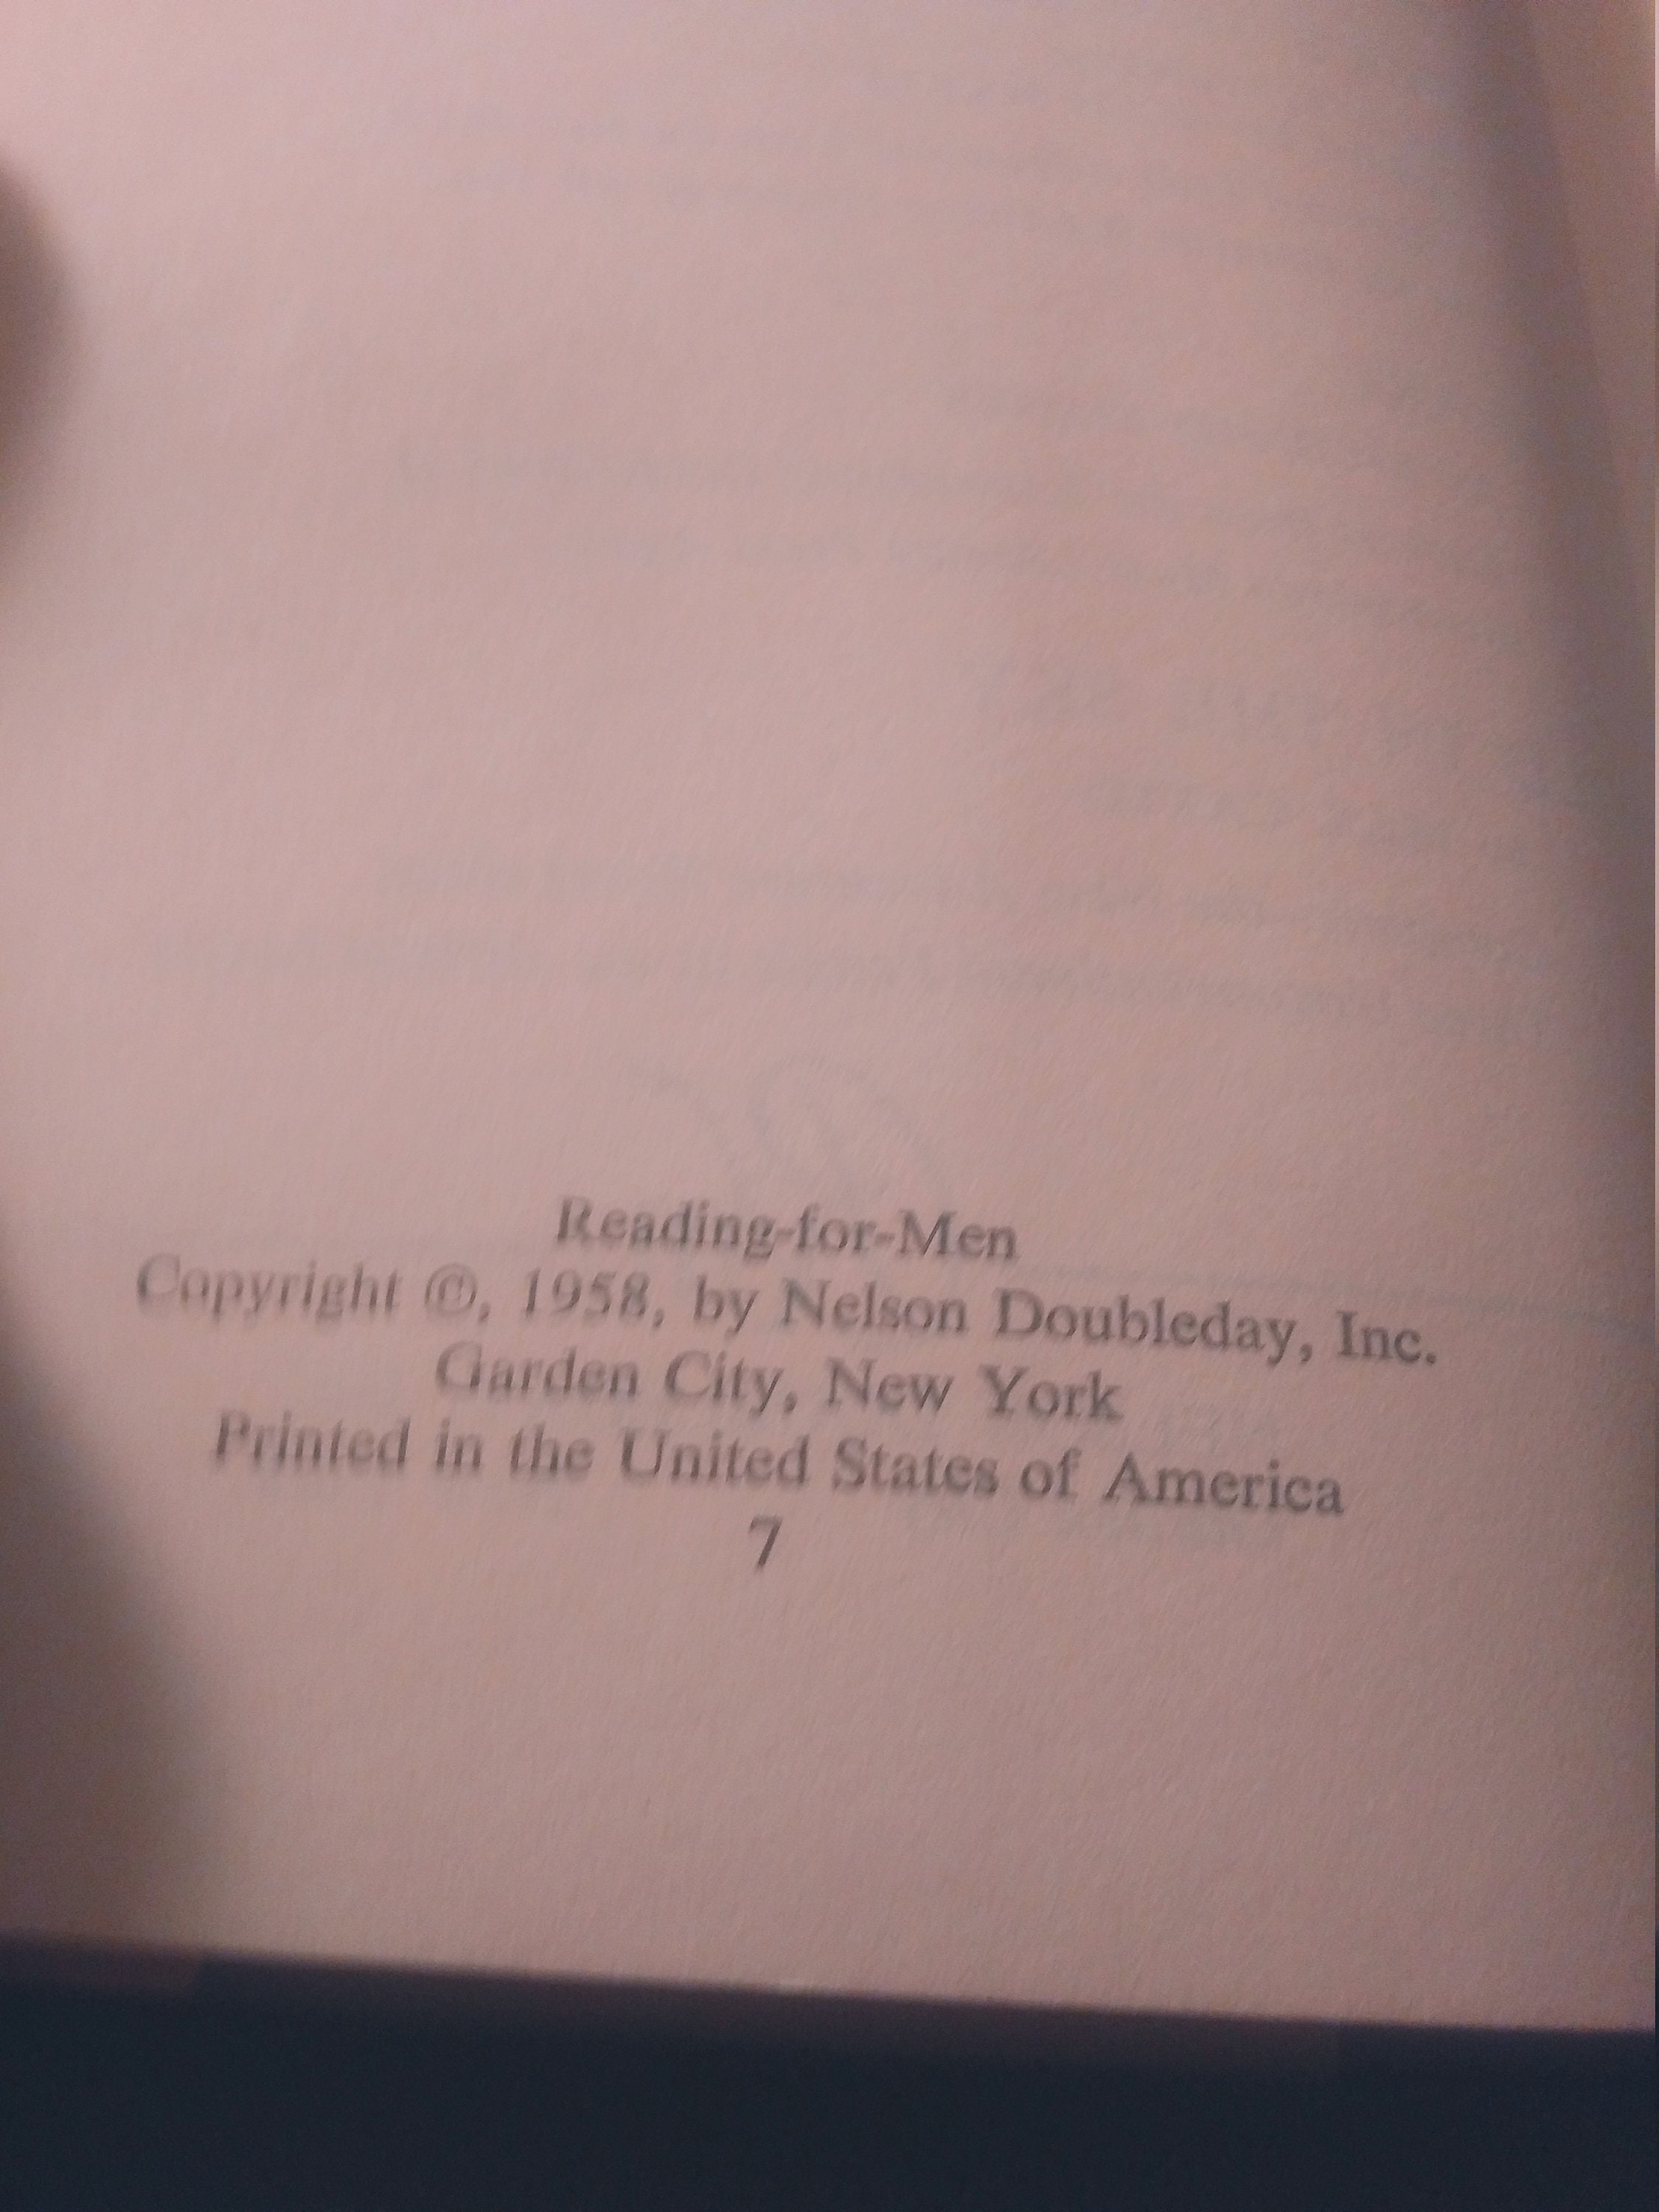 Reading-for-Men
Copyright ©, 1958, by Nelson Doubleday, Inc.
Garden City, New York
Printed in the United States of America
7